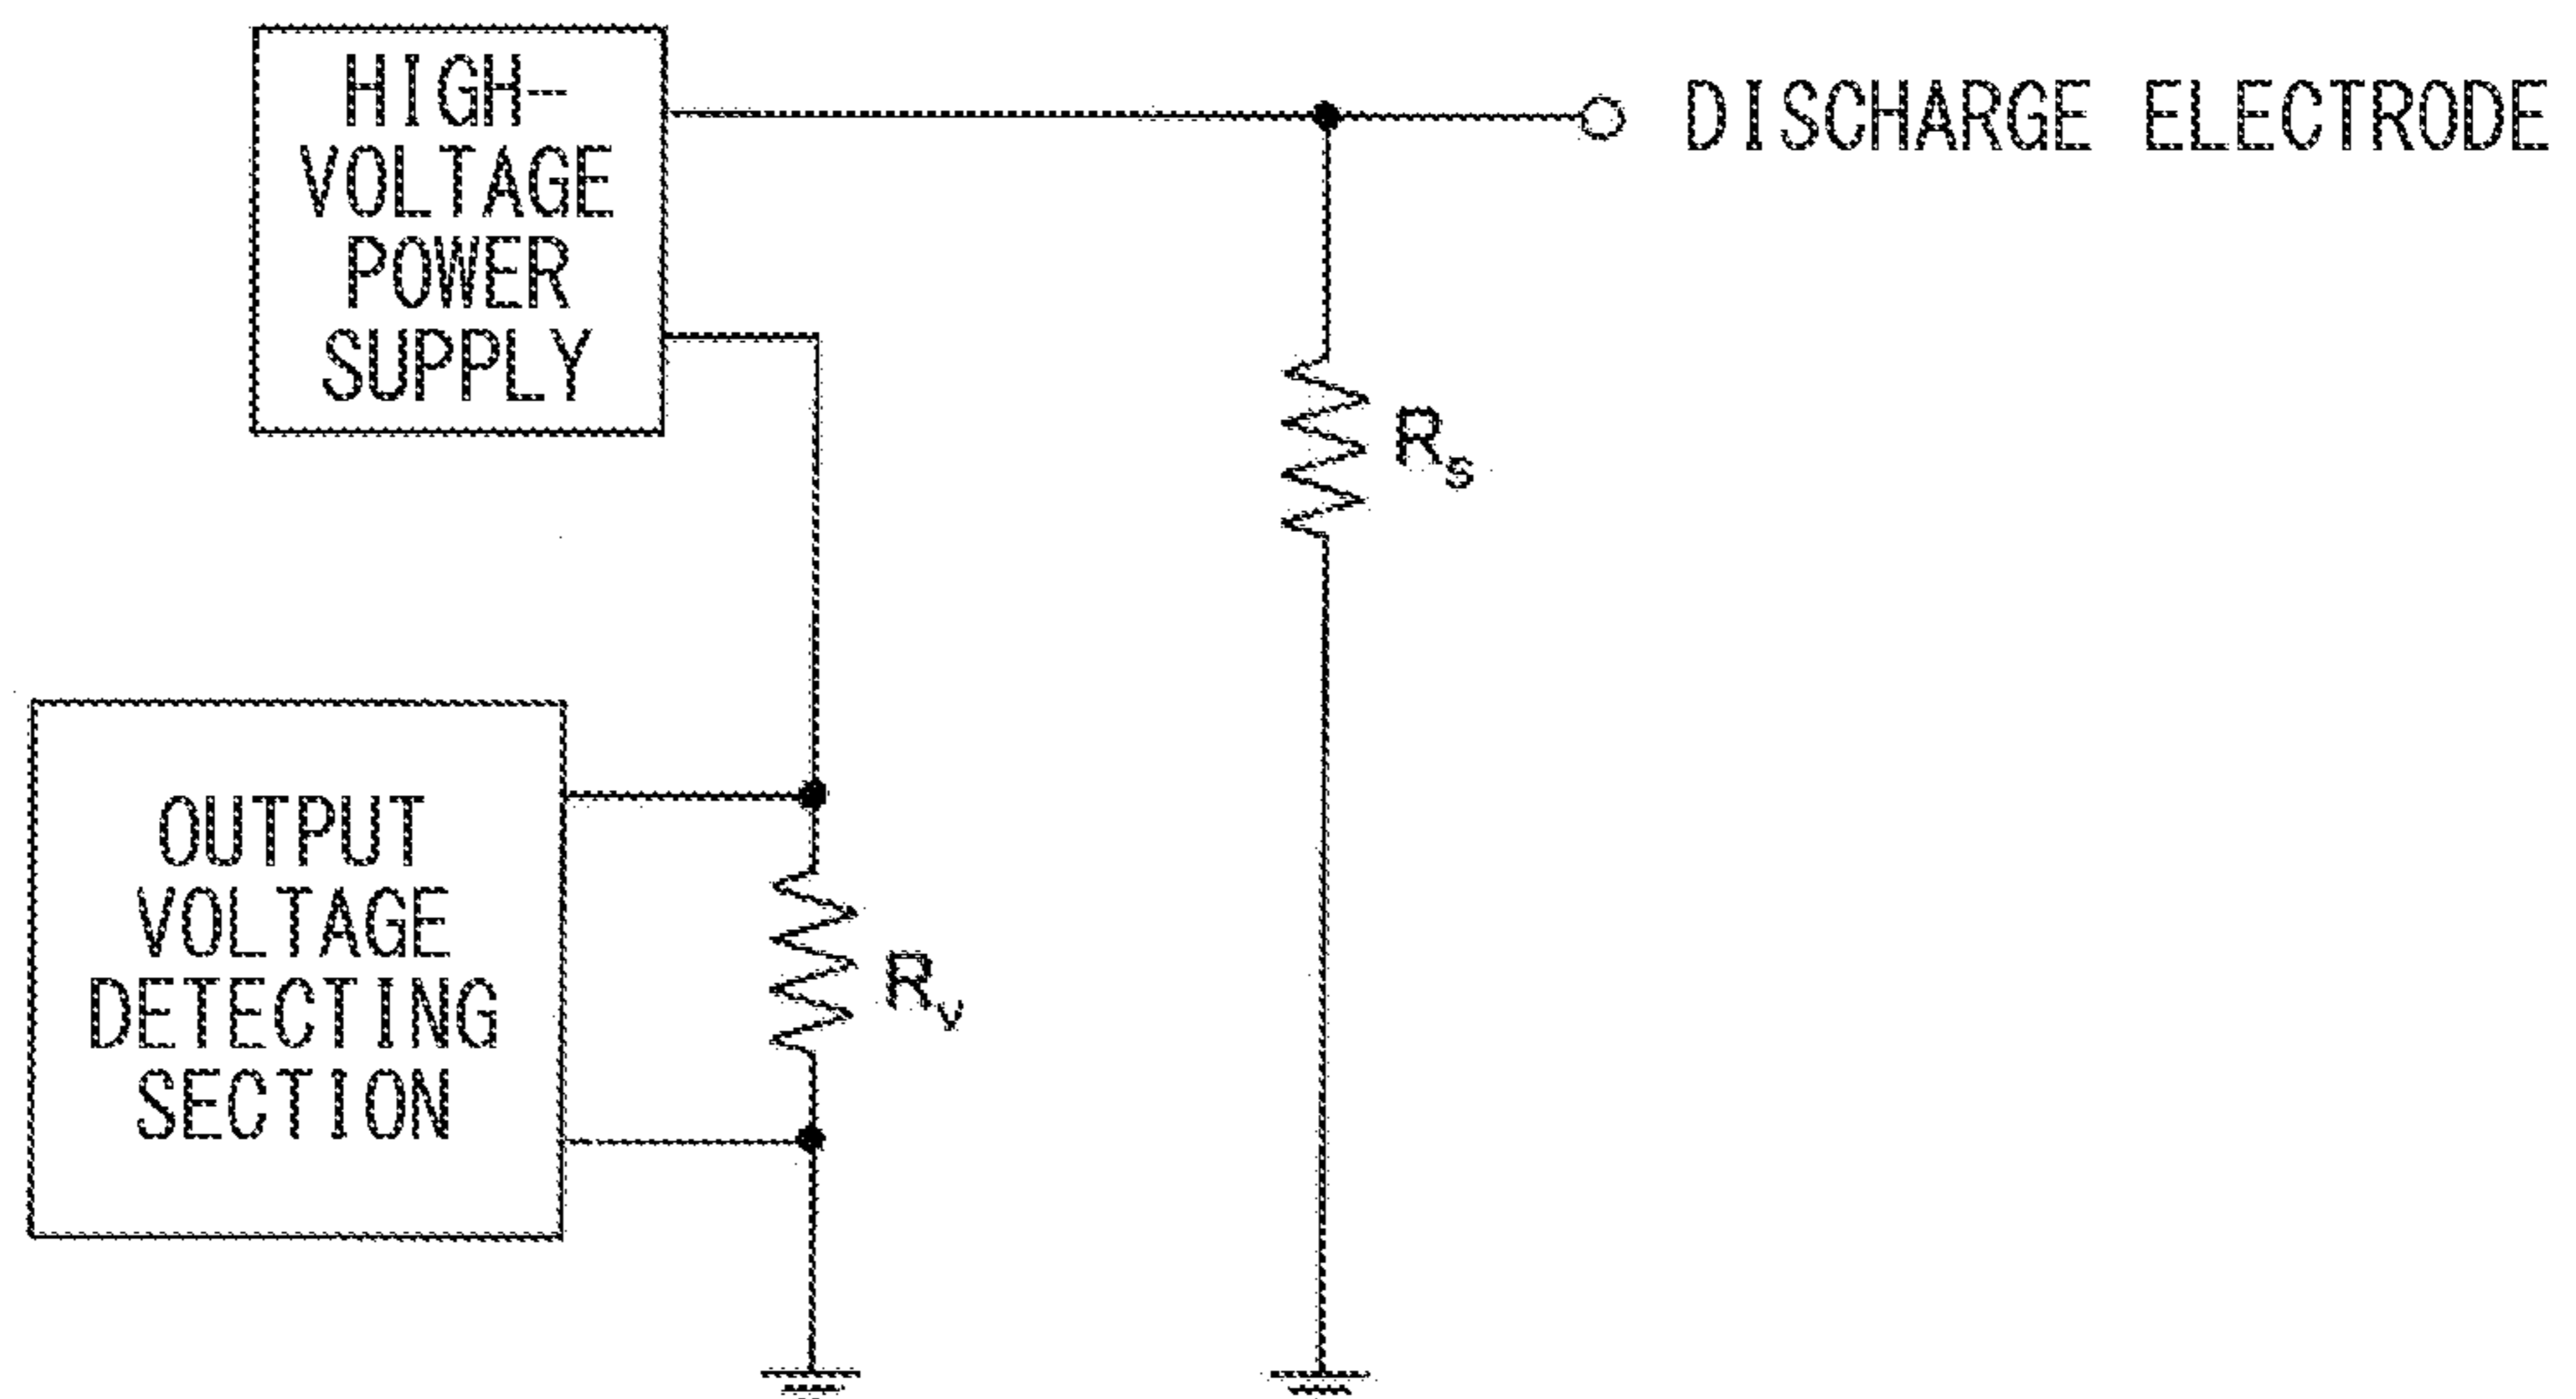 HIGH-
VOLTAGE
POWER
SUPPLY
DISCHARGE ELECTRODE
Rs
OUTPUT
VOLTAGE
DETECTING
SECTION
Rv